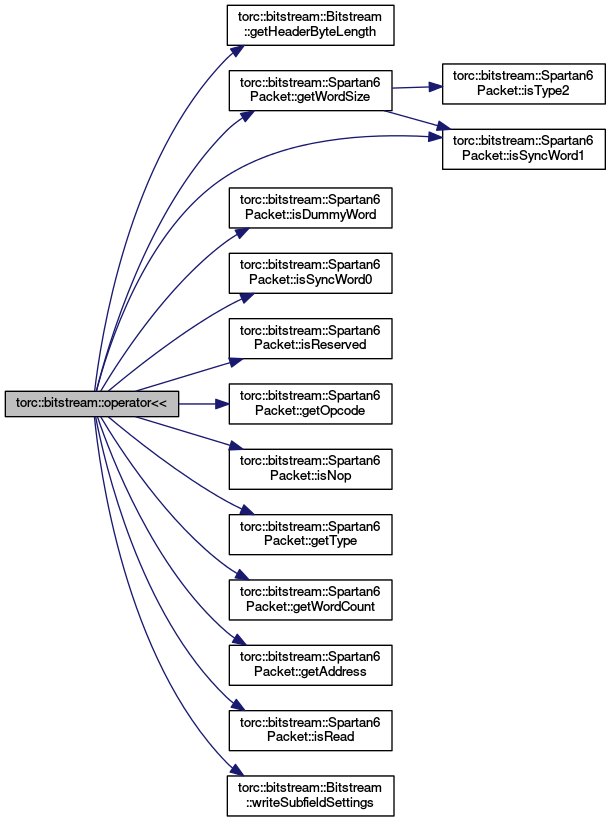 torc::bitstream::Bitstream
::getHeaderByteLength
torc::bitstream::Spartan6
Packet::getWordSize
torc::bitstream::Spartan6
Packet::isType2
torc::bitstream::Spartan6
Packet::isSyncWord1
torc::bitstream::Spartan6
Packet::isDummyWord
torc::bitstream::Spartan6
Packet::isSyncWord0
torc::bitstream::Spartan6
Packet::isReserved
torc::bitstream::operator<<
torc::bitstream::Spartan6
Packet::getOpcode
torc::bitstream::Spartan6
Packet::isNop
torc::bitstream::Spartan6
Packet::getType
torc::bitstream::Spartan6
Packet::getWordCount
torc::bitstream::Spartan6
Packet::getAddress
torc::bitstream::Spartan6
Packet::isRead
torc::bitstream::Bitstream
::writeSubfieldSettings